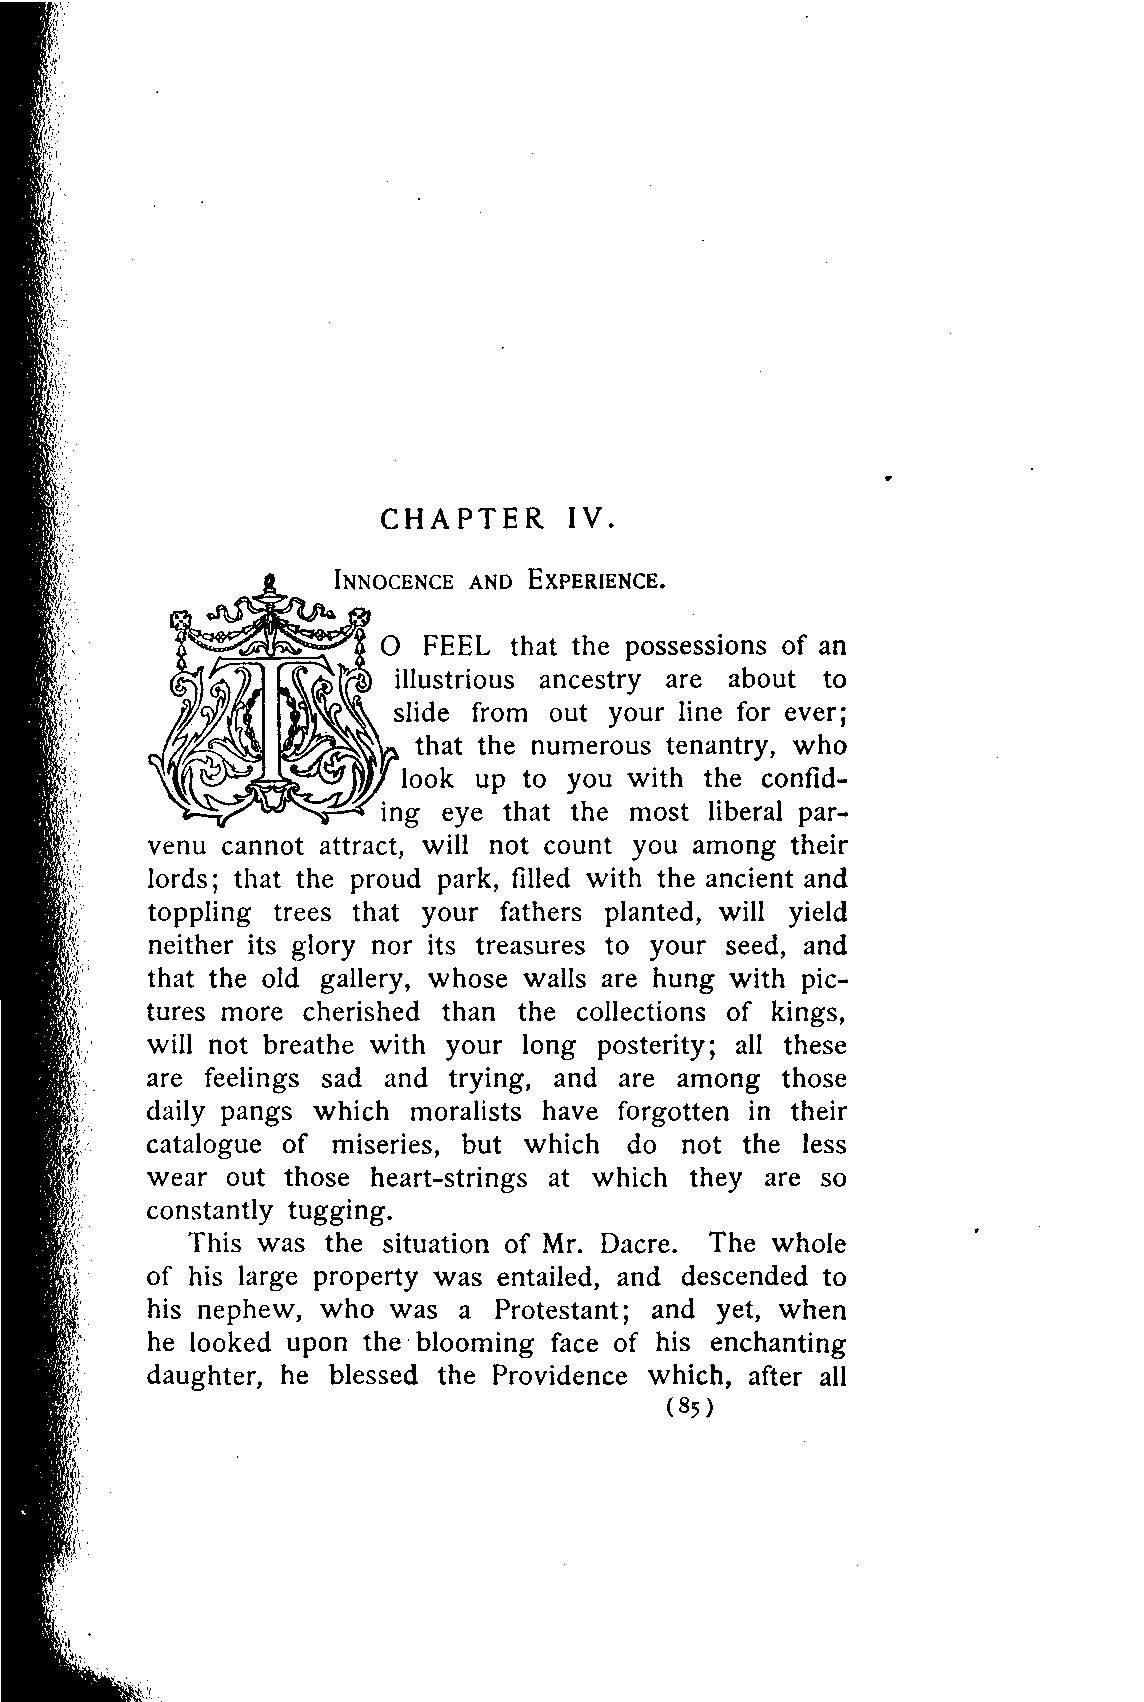 CHAPTER IV.
INNOCENCE AND EXPERIENCE.
TO FEEL that the possessions of an
illustrious ancestry are about to
slide from out your line for ever;
that the numerous tenantry, who
look up to you with the confid-
ing eye that the most liberal par-
venu cannot attract, will not count you among their
lords; that the proud park, filled with the ancient and
toppling trees that your fathers planted, will yield
neither its glory nor its treasures to your seed, and
that the old gallery, whose walls are hung with pic-
tures more cherished than the collections of kings,
will not breathe with your long posterity; all these
are feelings sad and trying, and are among those
daily pangs which moralists have forgotten in their
catalogue of miseries, but which do not the less
wear out those heart-strings at which they are so
constantly tugging.
This was the situation of Mr. Dacre. The whole
of his large property was entailed, and descended to
his nephew, who was a Protestant; and yet, when
he looked upon the blooming face of his enchanting
daughter, he blessed the Providence which, after all
(85)